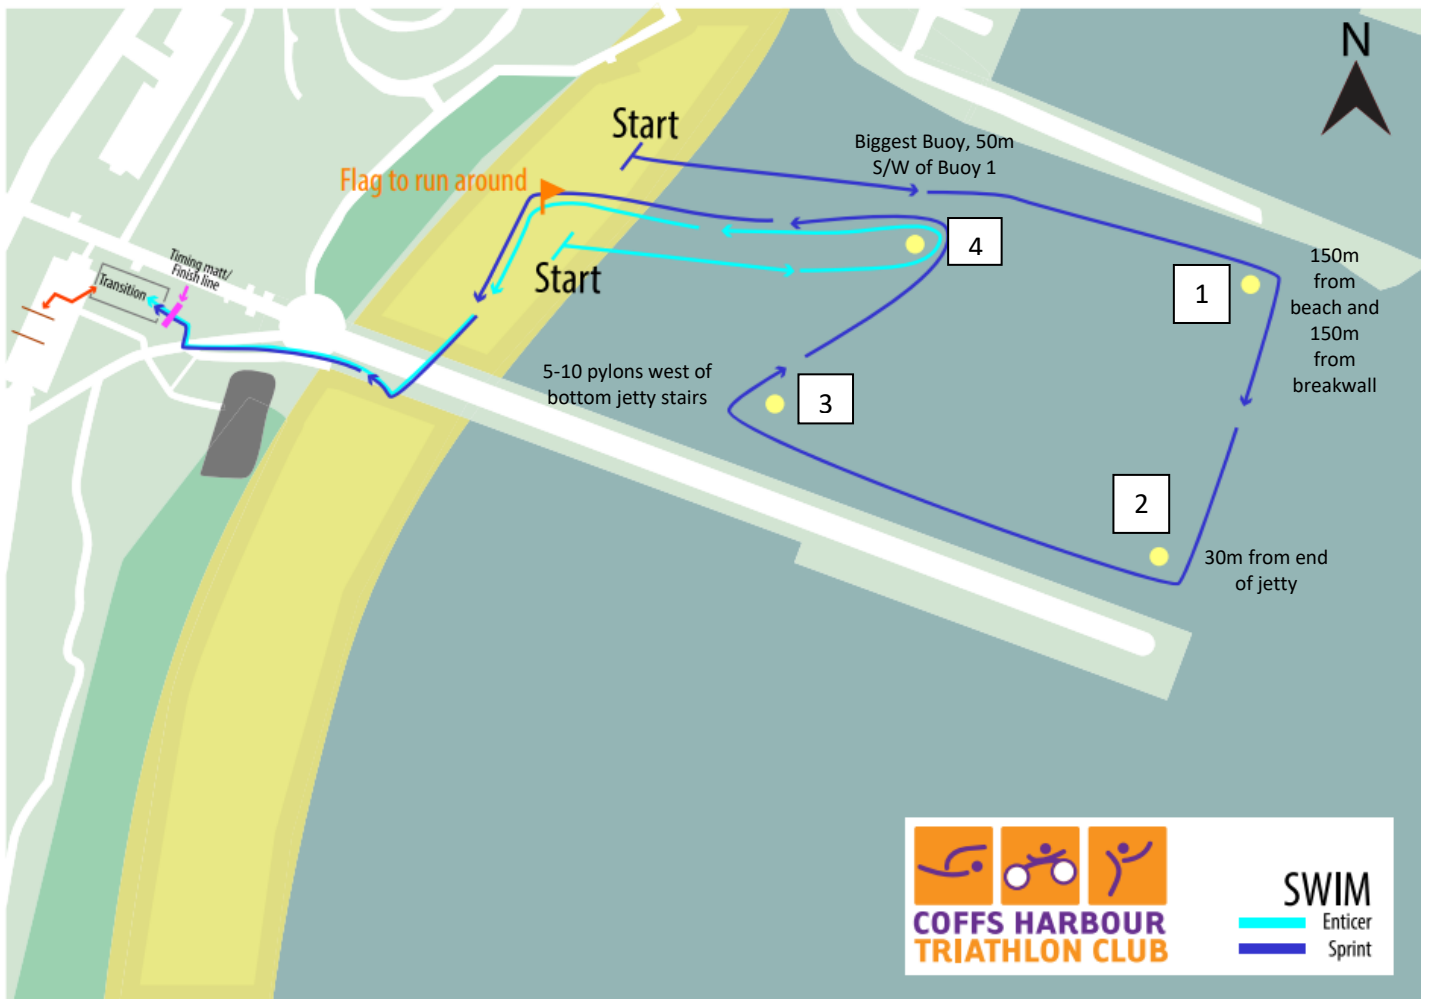 N
Start
Biggest Buoy, 50m
S/W of Buoy 1
Flag to run around
4
Start
Timing matt/
Finish line
Transition
1
150m
from
beach and
150m
from
breakwall
5-10 pylons west of
bottom jetty stairs
3
2
30m from end
of jetty
COFFS HARBOUR
TRIATHLON CLUB
SWIM
Enticer
Sprint